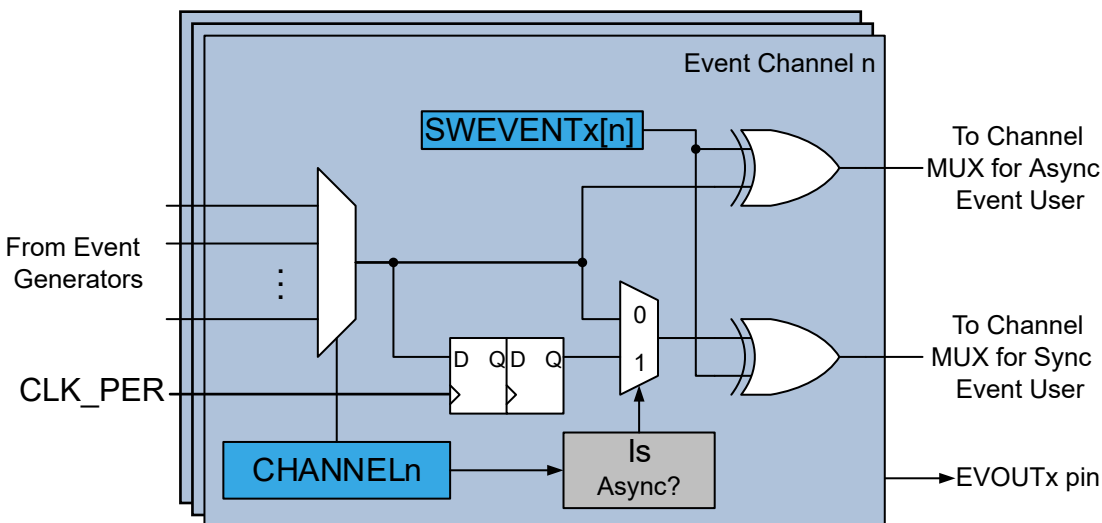 Event Channel n
SWEVENTx[n]
To Channel
MUX for Async
Event User
From Event
Generators
⋮
0
1
To Channel
MUX for Sync
Event User
D Q D Q
CLK_PER
CHANNELn
Is
Async?
EVOUTx pin